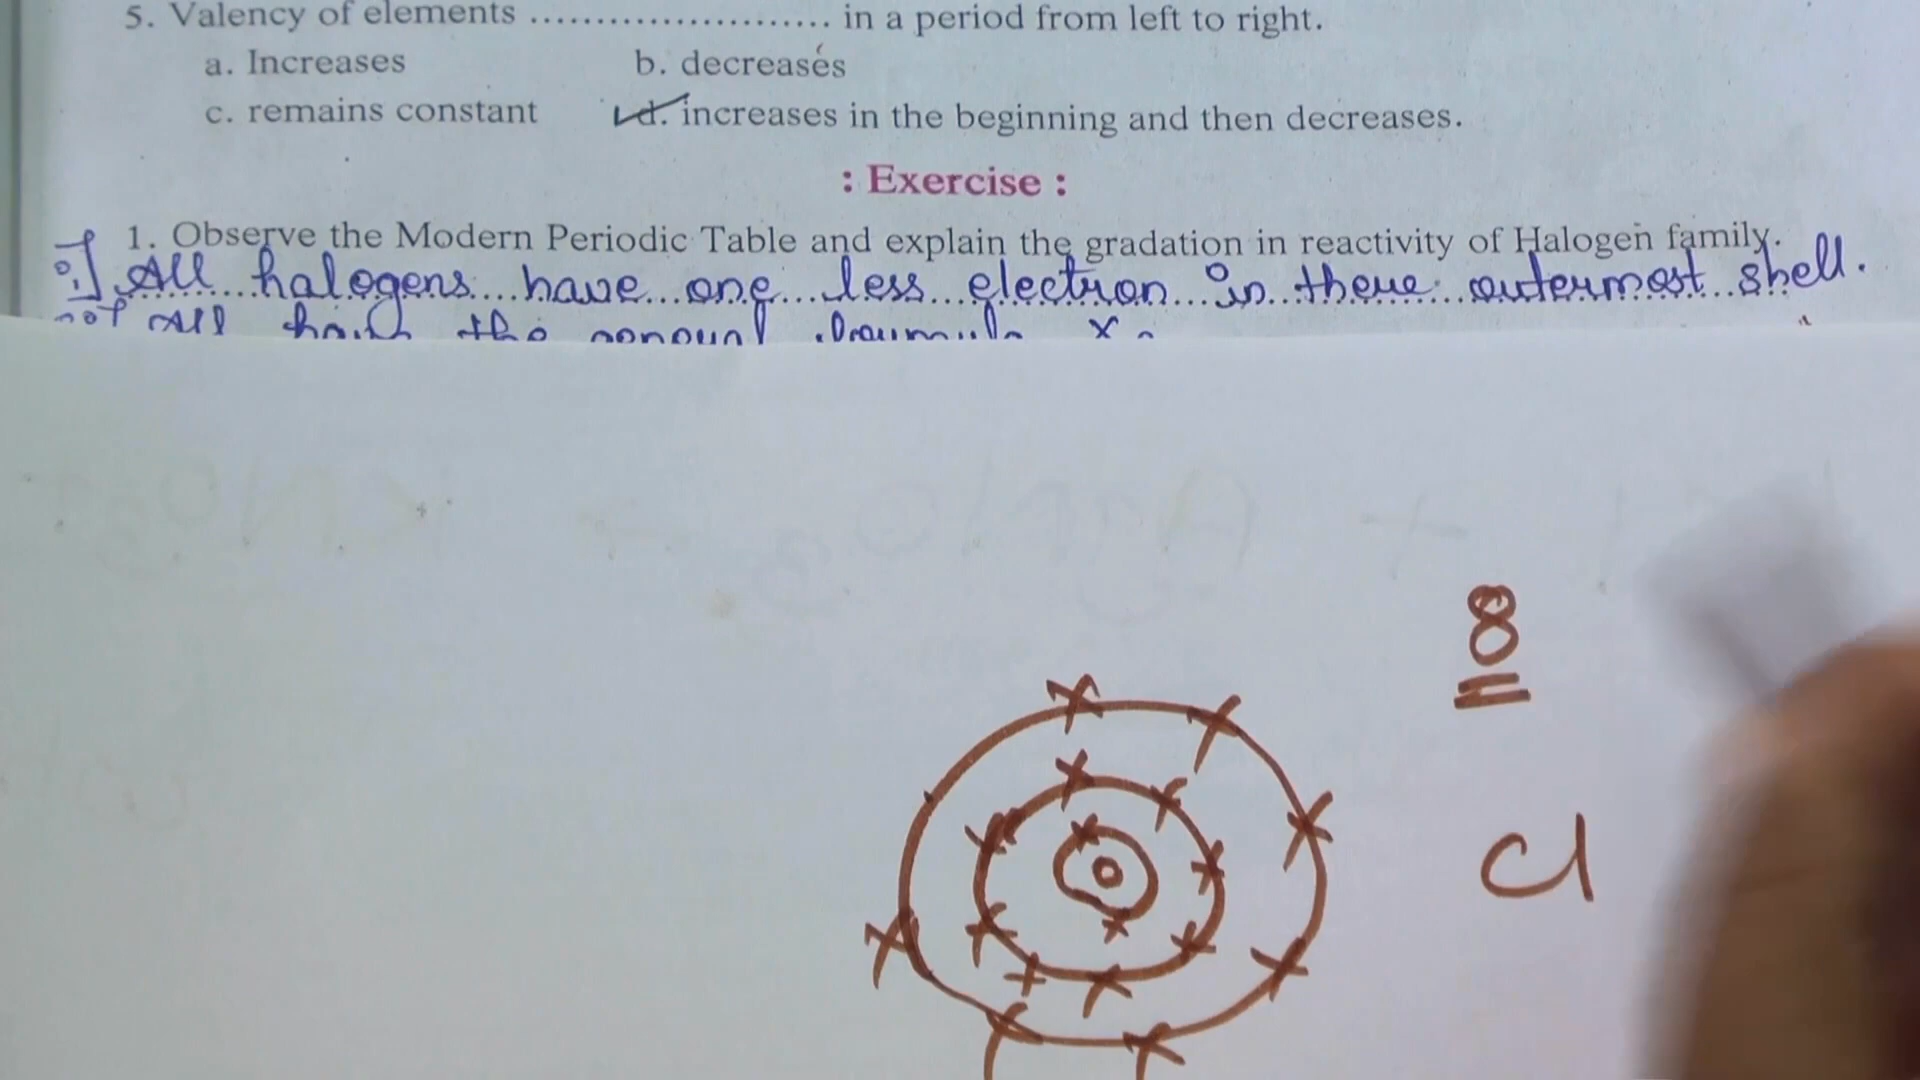 5. Valency of elements ....................... in a period from left to right.
a. Increases b. decreases
c. remains constant d. increases in the beginning and then decreases.
: Exercise :
1. Observe the Modern Periodic Table and explain the gradation in reactivity of Halogen family.
All halogens have one less electron in there outermost shell.
All the
8
Cl